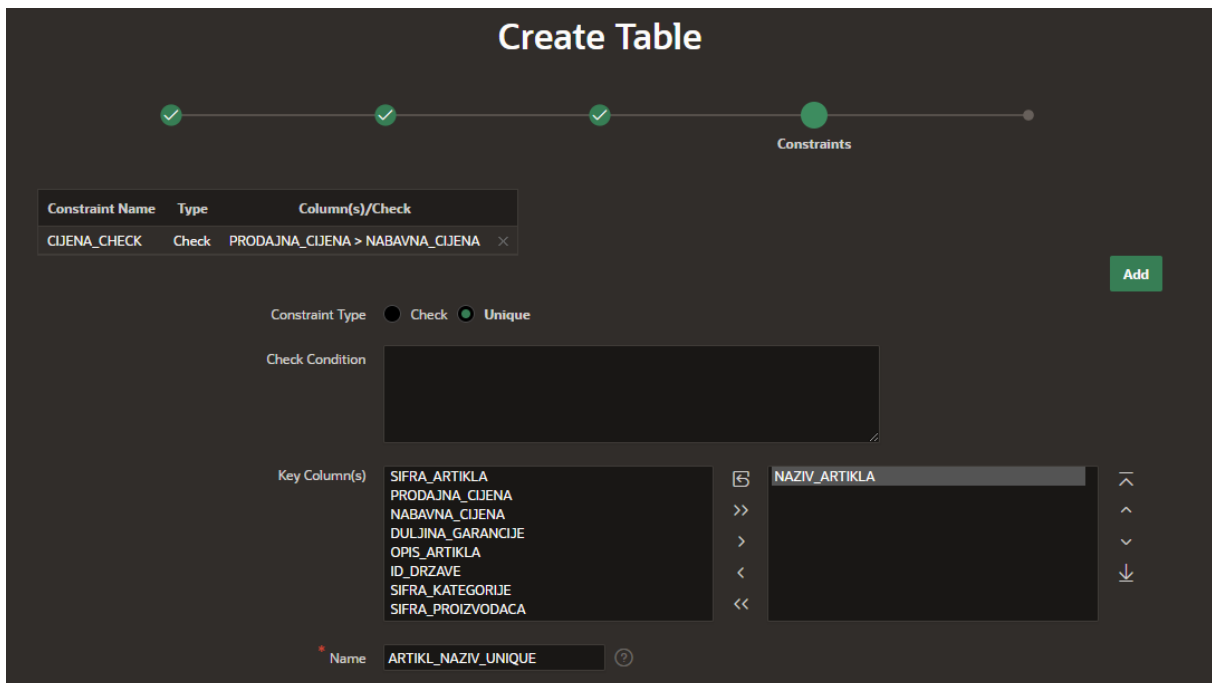 Create Table
Constraints
Constraint Name Type Column(s)/Check
CIJENA_CHECK Check PRODAJNA_CIJENA > NABAVNA_CIJENA
Add
Constraint Type Check Unique
Check Condition
Key Column(s)
SIFRA_ARTIKLA
PRODAJNA_CIJENA
NABAVNA_CIJENA
DULJINA_GARANCIJE
OPIS_ARTIKLA
ID_DRZAVE
SIFRA_KATEGORIJE
SIFRA_PROIZVODACA
NAZIV_ARTIKLA
* Name ARTIKL_NAZIV_UNIQUE ?